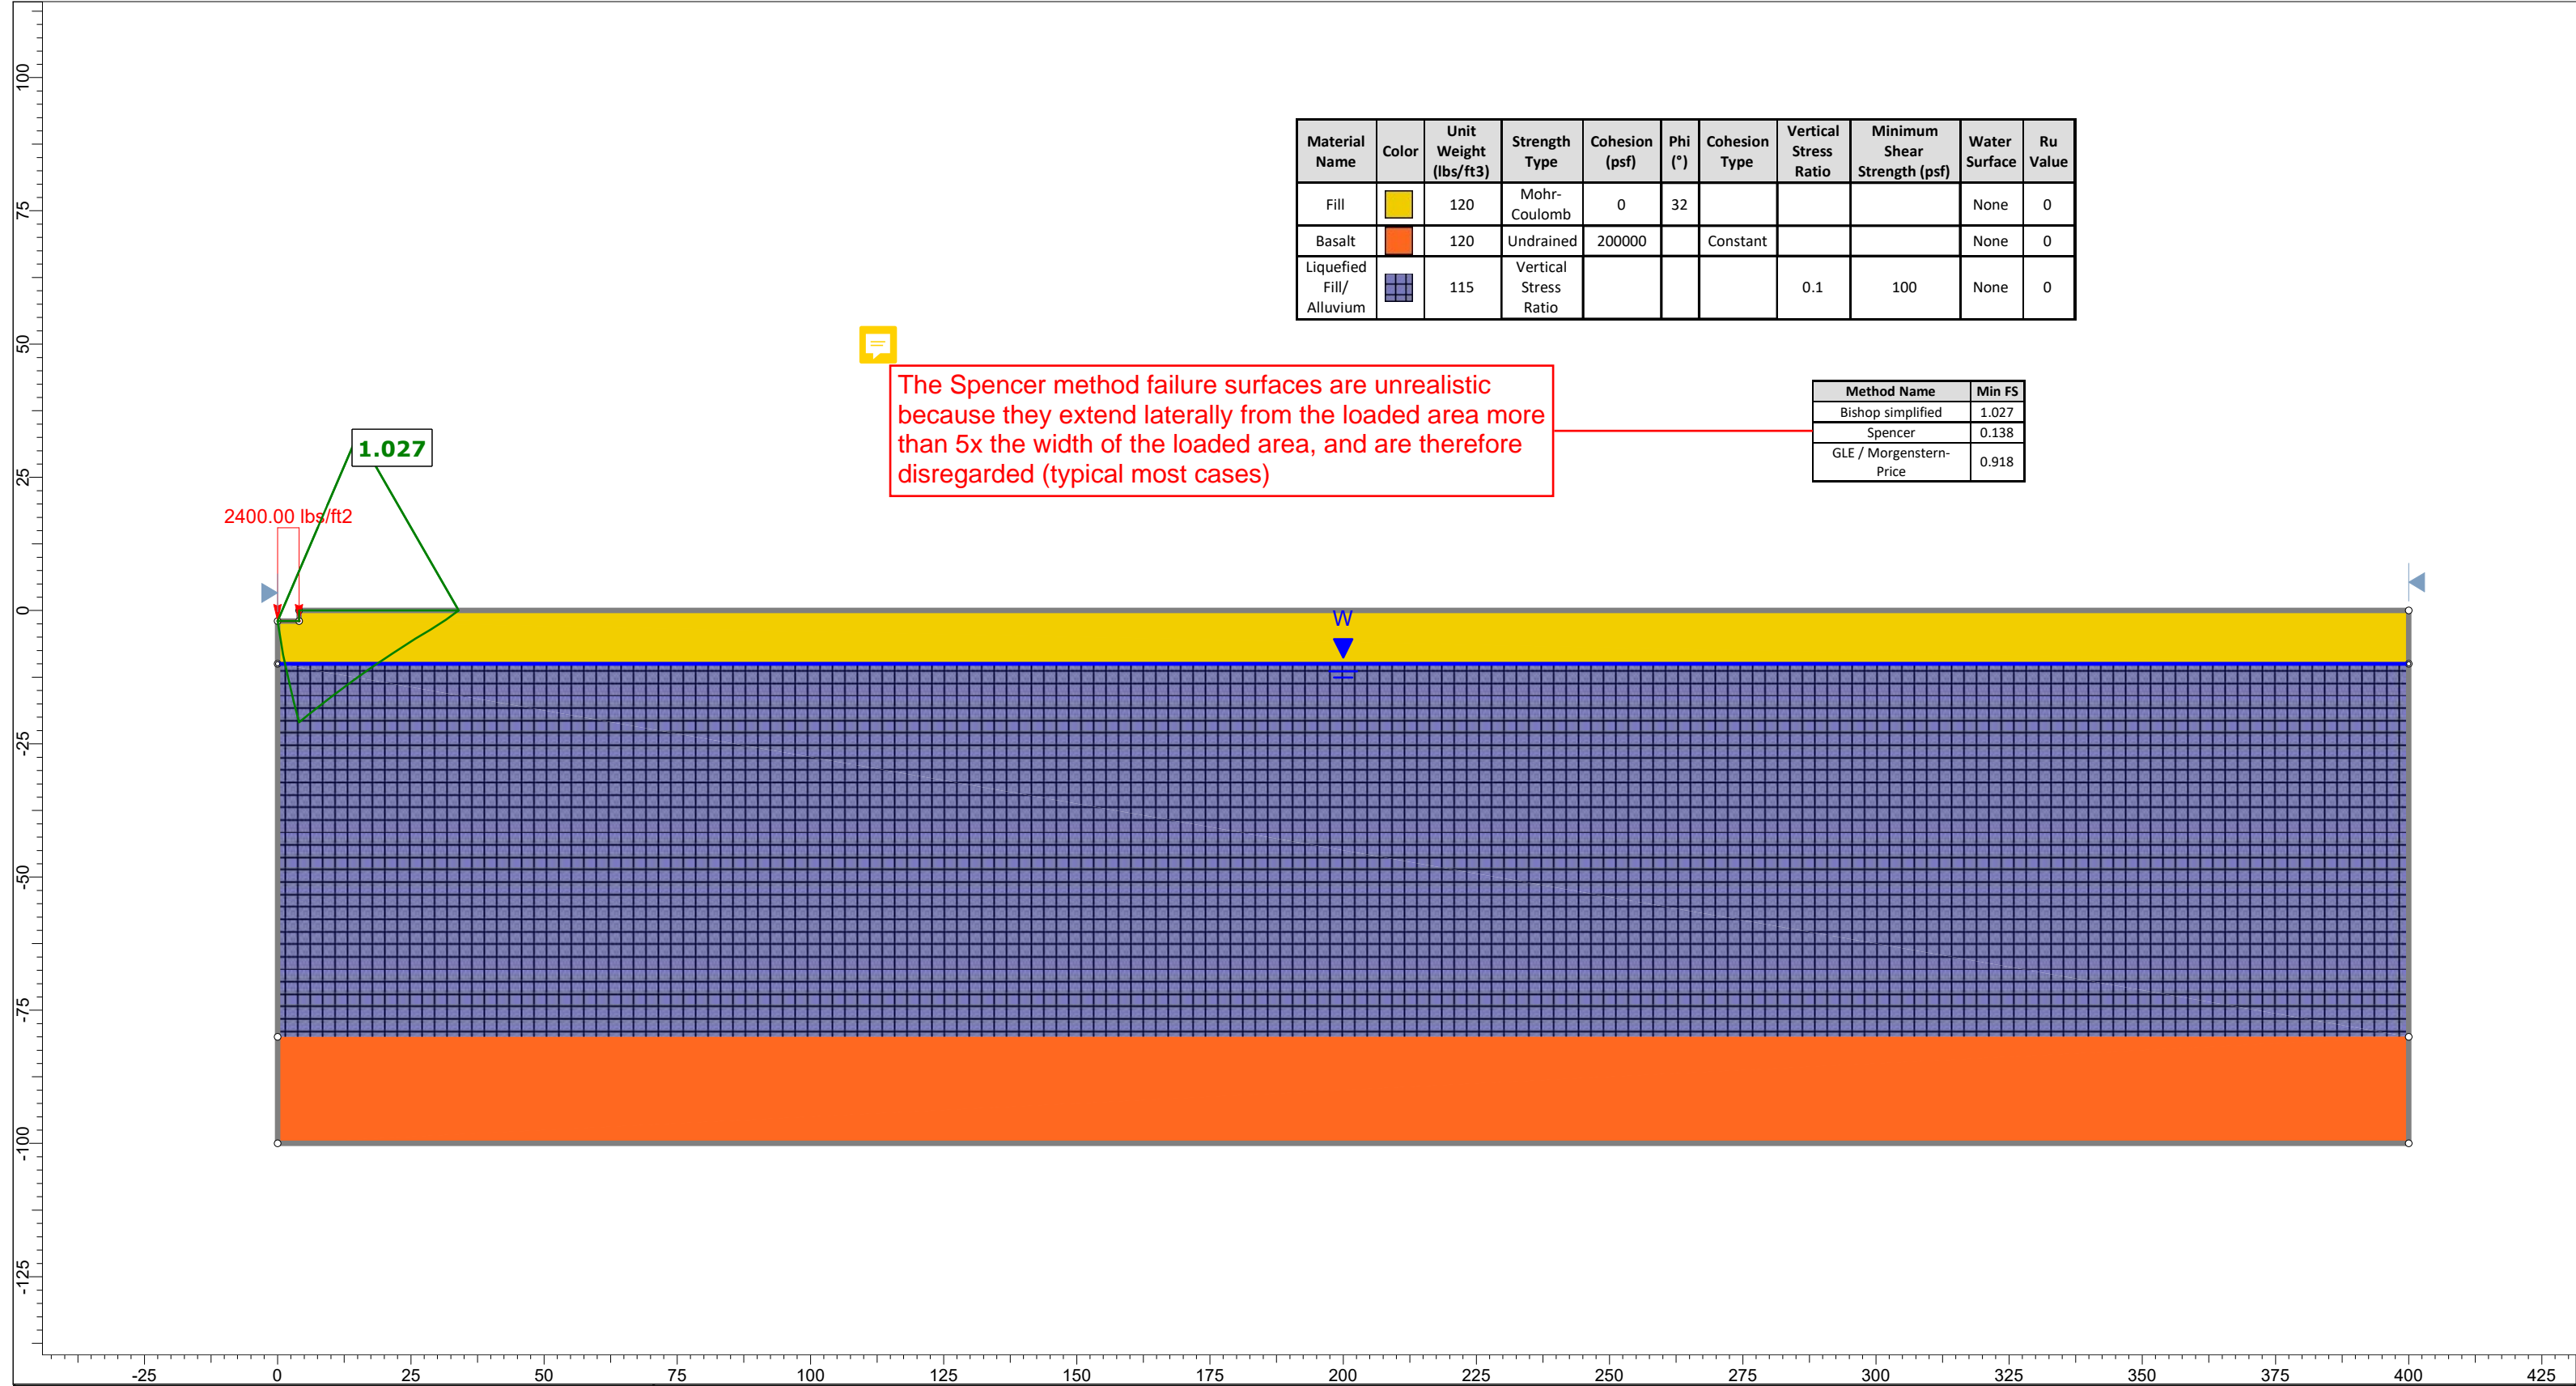 100
75
50
25
0
-25
-50
-75
-100
-125
Material Name Color Unit Weight (lbs/ft3) Strength Type Cohesion (psf) Phi (°) Cohesion Type Vertical Stress Ratio Minimum Shear Strength (psf) Water Surface Ru Value
Fill 120 Mohr-Coulomb 0 32 None 0
Basalt 120 Undrained 200000 Constant None 0
Liquefied Fill/ Alluvium 115 Vertical Stress Ratio 0.1 100 None 0
The Spencer method failure surfaces are unrealistic
because they extend laterally from the loaded area more
than 5x the width of the loaded area, and are therefore
disregarded (typical most cases)
Method Name Min FS
Bishop simplified 1.027
Spencer 0.138
GLE / Morgenstern-Price 0.918
1.027
2400.00 lbs/ft2
W
-25 0 25 50 75 100 125 150 175 200 225 250 275 300 325 350 375 400 425